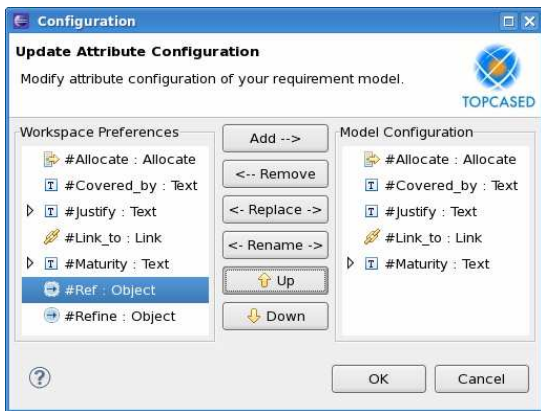 Configuration
Update Attribute Configuration
Modify attribute configuration of your requirement model.
TOPCASED
Workspace Preferences
#Allocate : Allocate
#Covered_by : Text
#Justify : Text
#Link_to : Link
#Maturity : Text
#Ref : Object
#Refine : Object
Add -->
<-- Remove
<- Replace ->
<- Rename ->
Up
Down
Model Configuration
#Allocate : Allocate
#Covered_by : Text
#Justify : Text
#Link_to : Link
#Maturity : Text
?
OK
Cancel